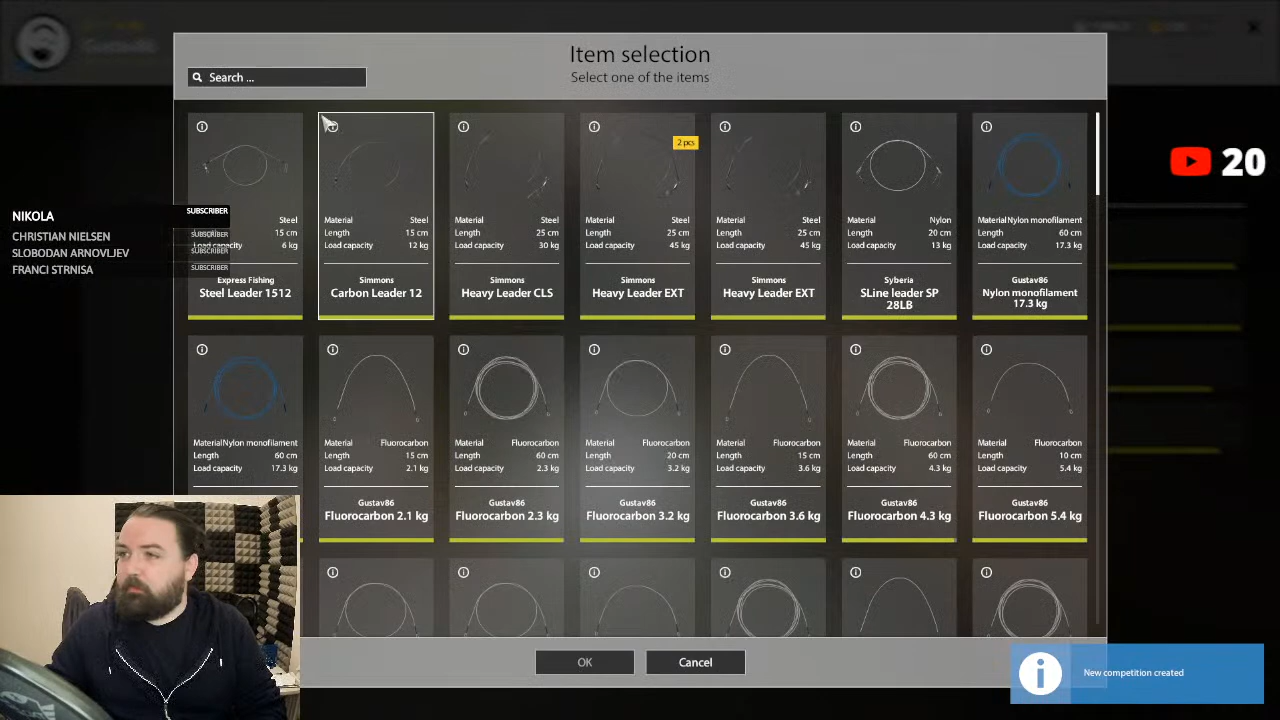 Item selection
Select one of the items
Search ...
20
NIKOLA SUBSCRIBER
CHRISTIAN NIELSEN SUBSCRIBER
SLOBODAN ARNOVLJEV SUBSCRIBER
FRANCI STRNISA SUBSCRIBER
Steel
15 cm
Load capacity 6 kg
Express Fishing
Steel Leader 1512
Material Steel
Length 15 cm
Load capacity 12 kg
Simmons
Carbon Leader 12
Material Steel
Length 25 cm
Load capacity 30 kg
Simmons
Heavy Leader CLS
2 pcs
Material Steel
Length 25 cm
Load capacity 45 kg
Simmons
Heavy Leader EXT
Material Steel
Length 25 cm
Load capacity 45 kg
Simmons
Heavy Leader EXT
Material Nylon
Length 20 cm
Load capacity 13 kg
Syberia
SLine leader SP
28LB
Material Nylon monofilament
Length 60 cm
Load capacity 17.3 kg
Gustav86
Nylon monofilament
17.3 kg
Material Nylon monofilament
Length 60 cm
Load capacity 17.3 kg
Material Fluorocarbon
Length 15 cm
Load capacity 2.1 kg
Gustav86
Fluorocarbon 2.1 kg
Material Fluorocarbon
Length 60 cm
Load capacity 2.3 kg
Gustav86
Fluorocarbon 2.3 kg
Material Fluorocarbon
Length 20 cm
Load capacity 3.2 kg
Gustav86
Fluorocarbon 3.2 kg
Material Fluorocarbon
Length 15 cm
Load capacity 3.6 kg
Gustav86
Fluorocarbon 3.6 kg
Material Fluorocarbon
Length 60 cm
Load capacity 4.3 kg
Gustav86
Fluorocarbon 4.3 kg
Material Fluorocarbon
Length 10 cm
Load capacity 5.4 kg
Gustav86
Fluorocarbon 5.4 kg
OK
Cancel
New competition created